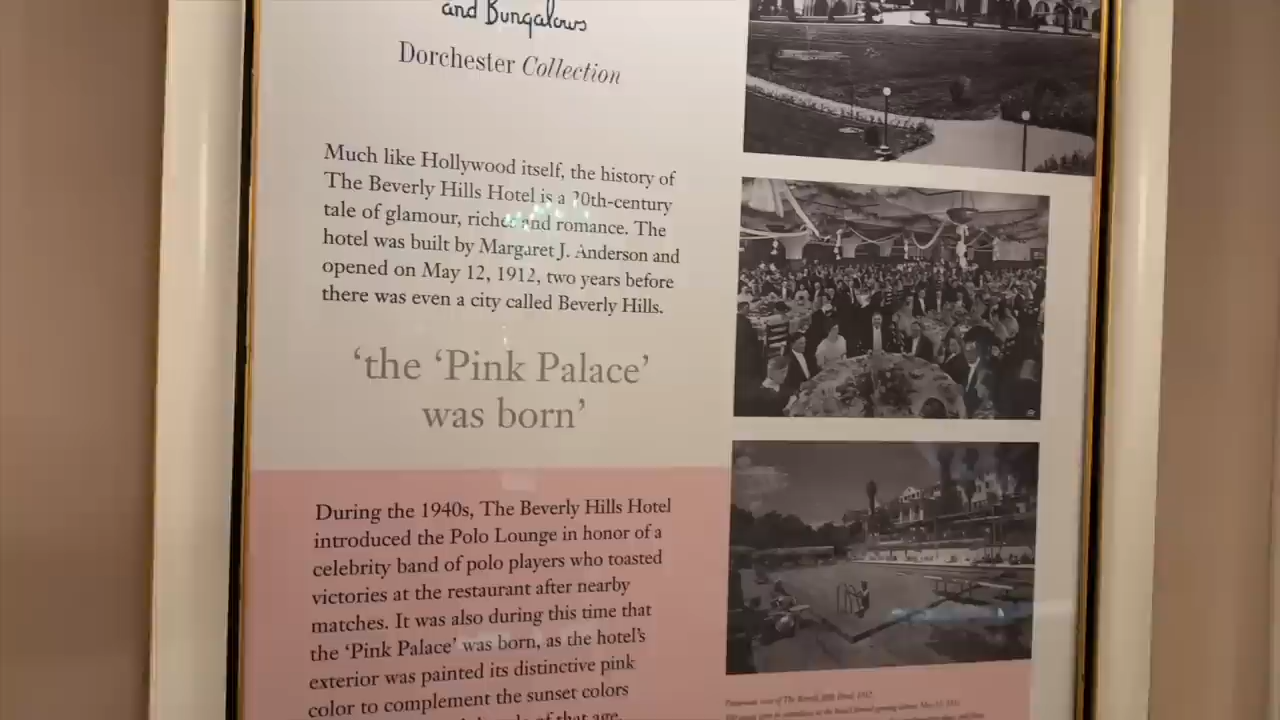 and Bungalows
Dorchester Collection
Much like Hollywood itself, the history of
The Beverly Hills Hotel is a 20th-century
tale of glamour, riches and romance. The
hotel was built by Margaret J. Anderson and
opened on May 12, 1912, two years before
there was even a city called Beverly Hills.
‘the ‘Pink Palace’
was born’
During the 1940s, The Beverly Hills Hotel
introduced the Polo Lounge in honor of a
celebrity band of polo players who toasted
victories at the restaurant after nearby
matches. It was also during this time that
the ‘Pink Palace’ was born, as the hotel’s
exterior was painted its distinctive pink
color to complement the sunset colors
of that age.